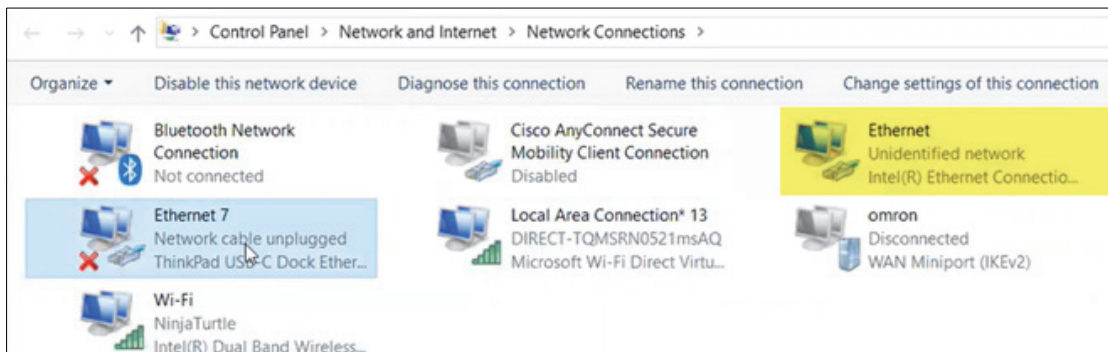 Control Panel > Network and Internet > Network Connections >
Organize Disable this network device Diagnose this connection Rename this connection Change settings of this connection
Bluetooth Network
Connection
Not connected
Cisco AnyConnect Secure
Mobility Client Connection
Disabled
Ethernet
Unidentified network
Intel(R) Ethernet Connectio...
Ethernet 7
Network cable unplugged
ThinkPad USB-C Dock Ether...
Local Area Connection* 13
DIRECT-TQMSRN0521msAQ
Microsoft Wi-Fi Direct Virtu...
omron
Disconnected
WAN Miniport (IKEv2)
Wi-Fi
NinjaTurtle
Intel(R) Dual Band Wireless...